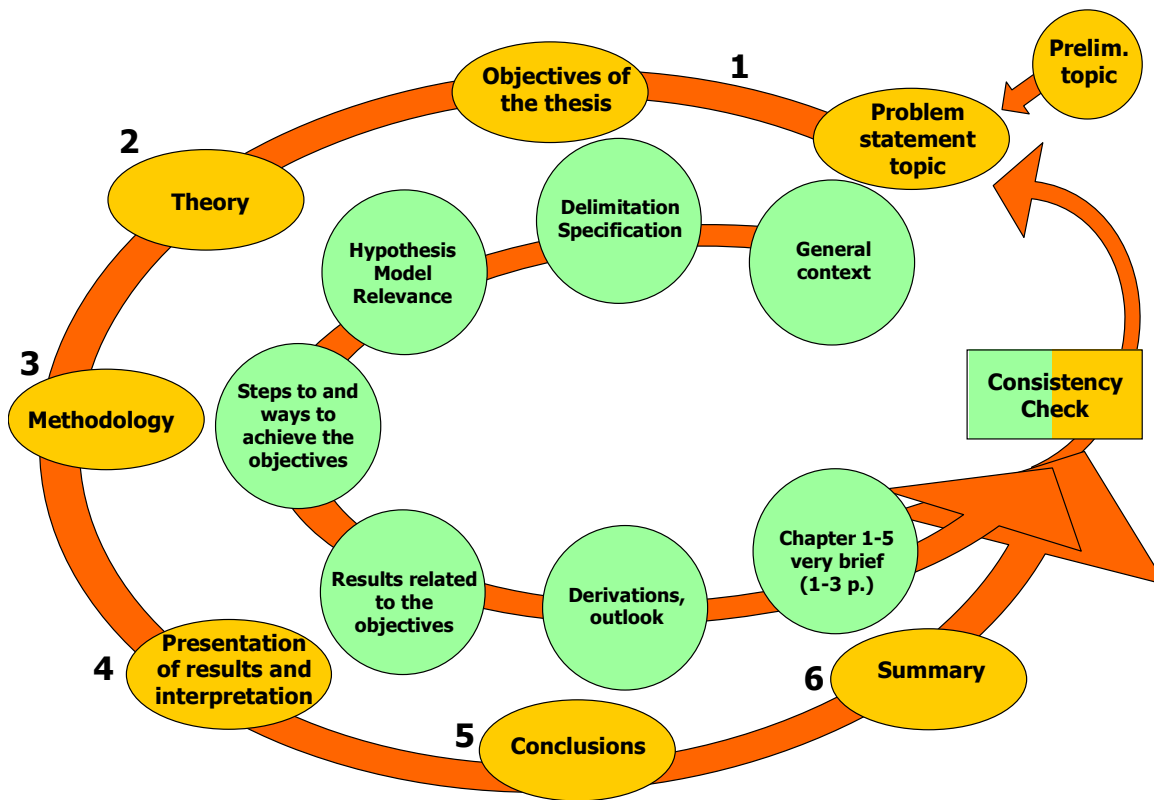 Prelim.
topic
1
Objectives of
the thesis
Problem
statement
topic
2
Theory
Delimitation
Specification
General
context
Hypothesis
Model
Relevance
3
Methodology
Steps to and
ways to
achieve the
objectives
Consistency
Check
Chapter 1-5
very brief
(1-3 p.)
Results related
to the
objectives
Derivations,
outlook
4
Presentation
of results and
interpretation
5
Conclusions
6
Summary